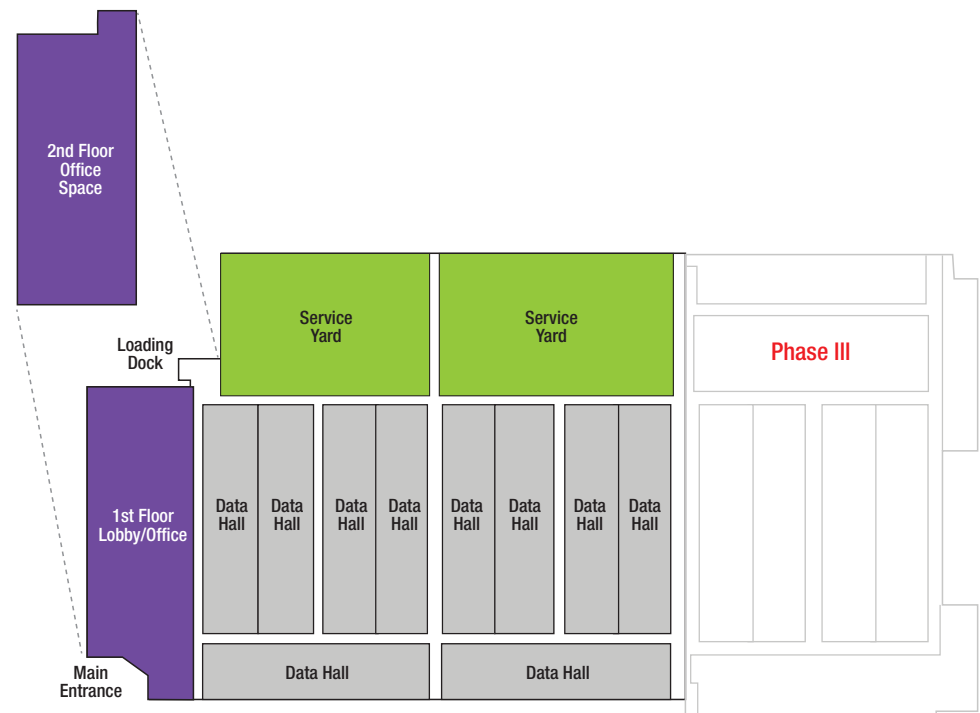 2nd Floor
Office
Space
Loading
Dock
Service
Yard
Service
Yard
Phase III
1st Floor
Lobby/Office
Data
Hall
Data
Hall
Data
Hall
Data
Hall
Data
Hall
Data
Hall
Data
Hall
Data
Hall
Main
Entrance
Data Hall
Data Hall